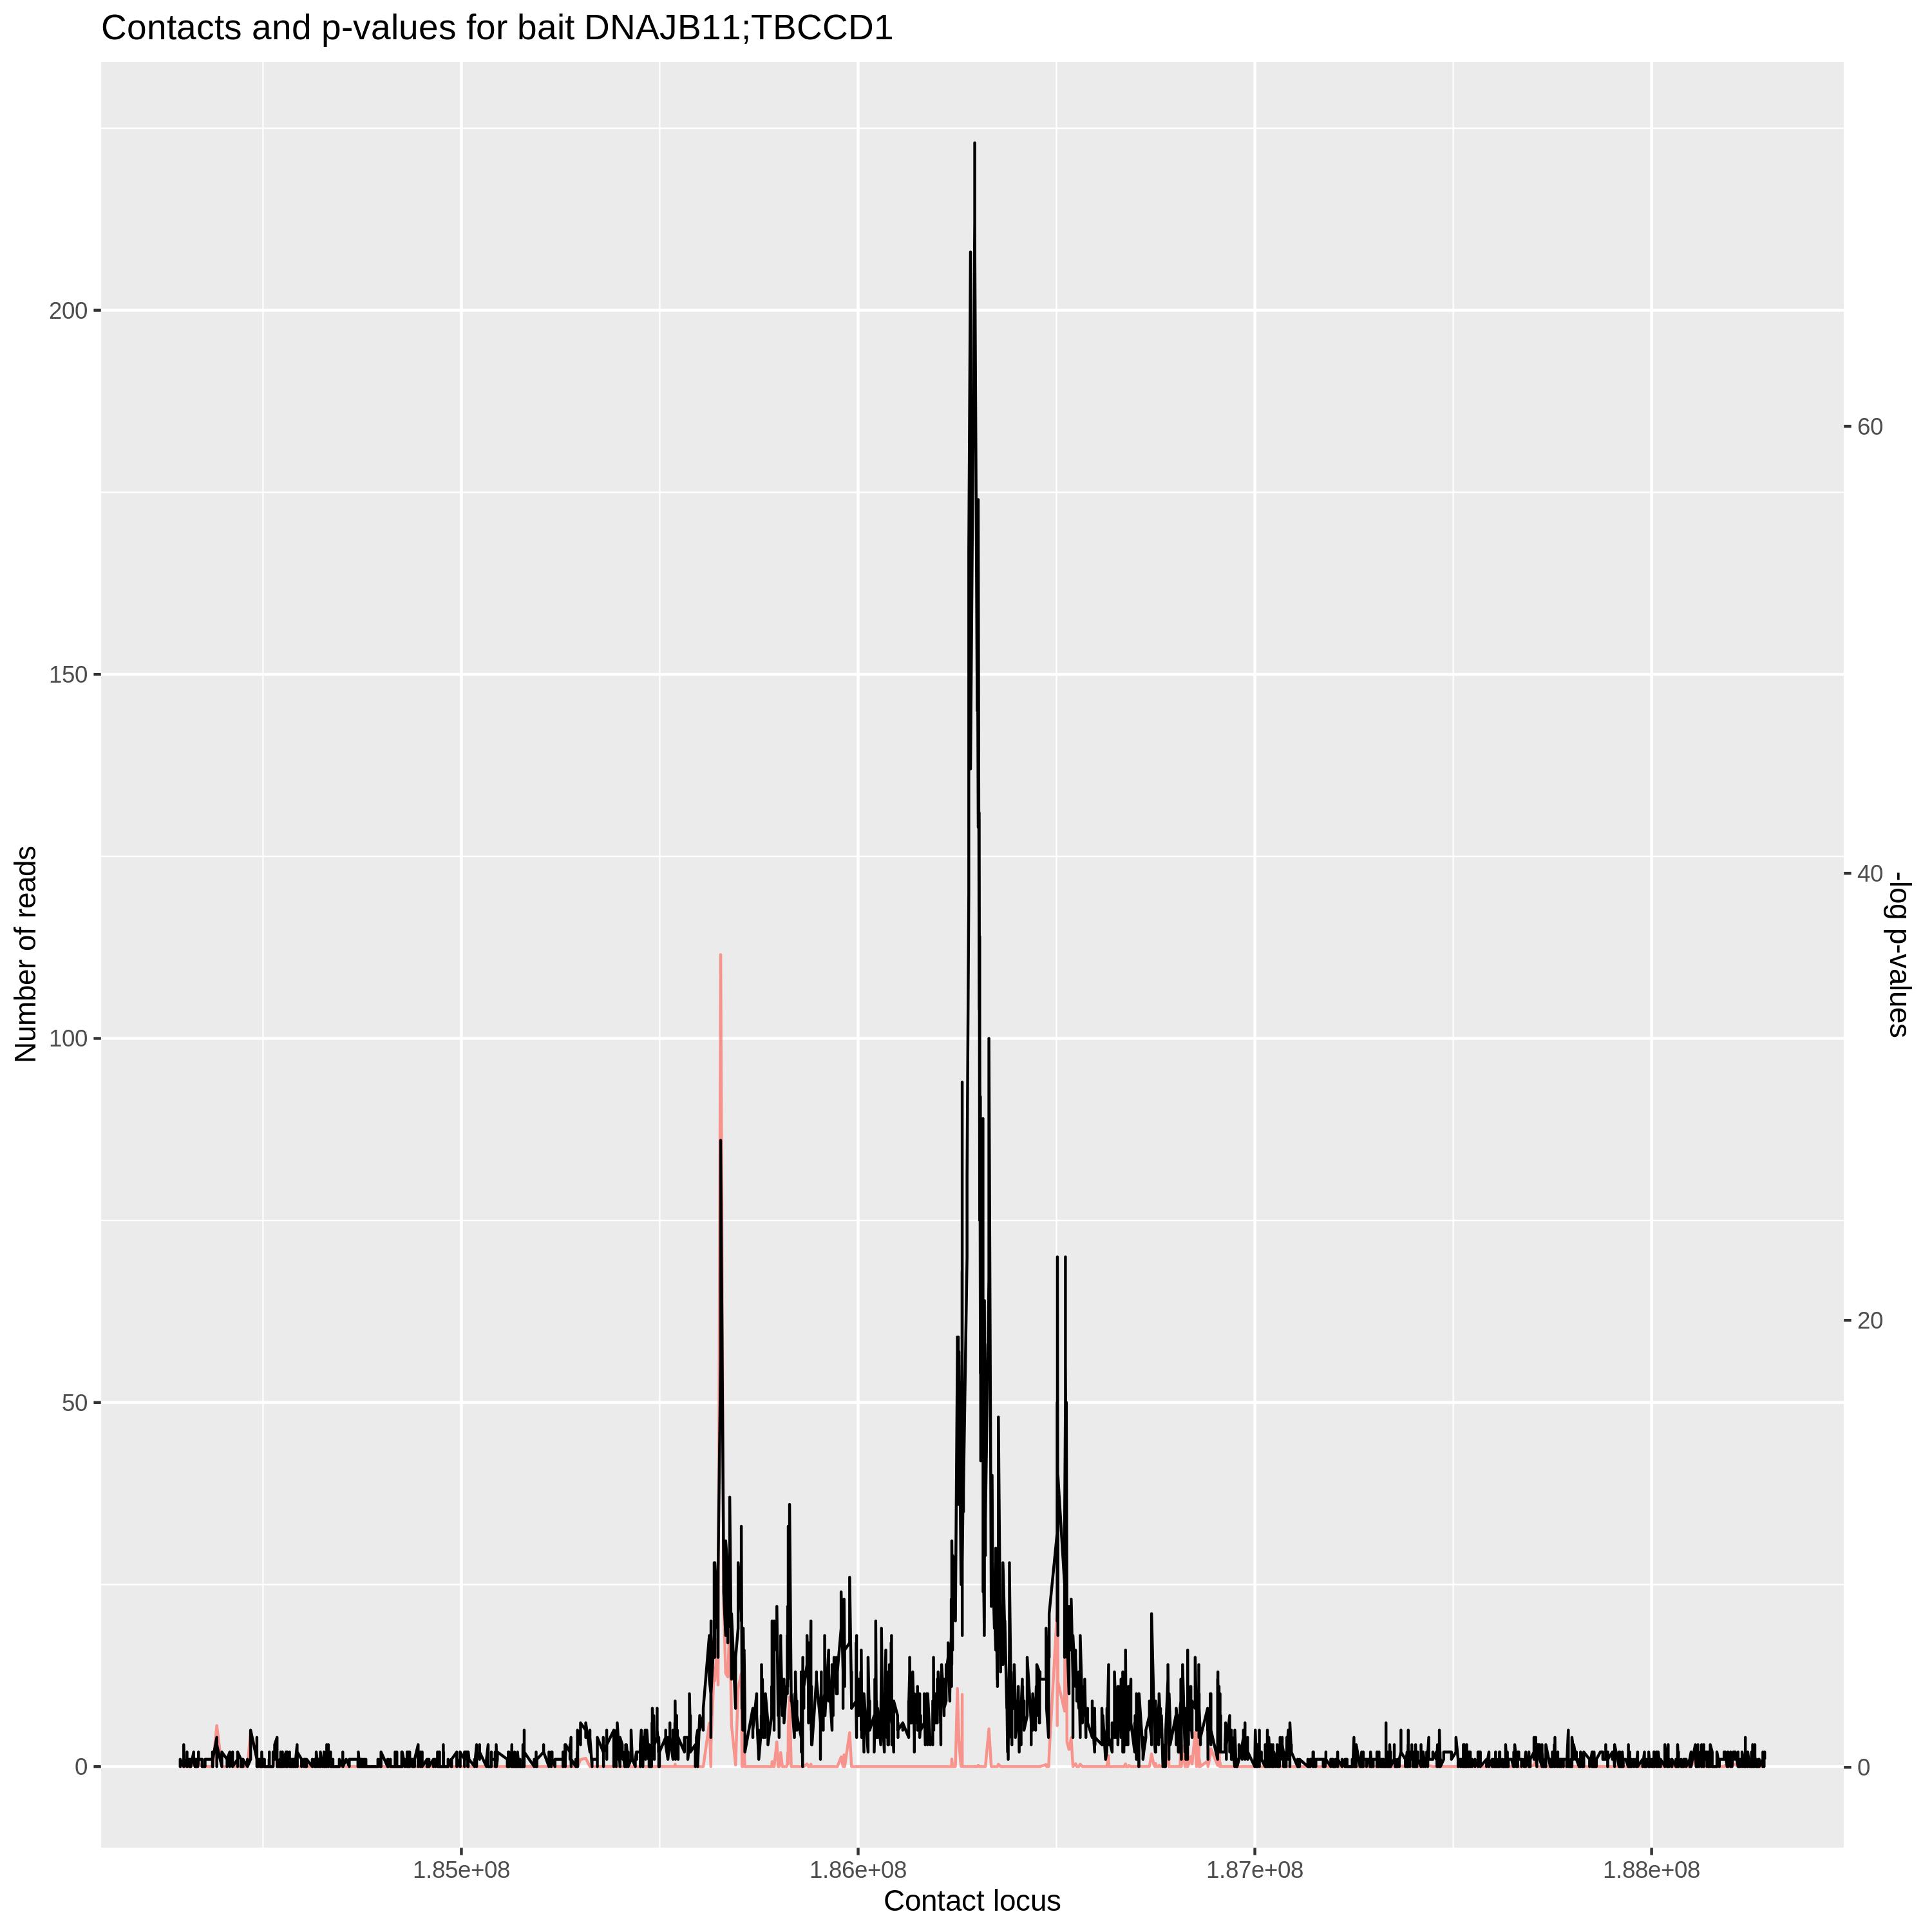 Contacts and p-values for bait DNAJB11;TBCCD1
Number of reads
200
150
100
50
0
60
40
20
0
-log p-values
1.85e+08 1.86e+08 1.87e+08 1.88e+08
Contact locus